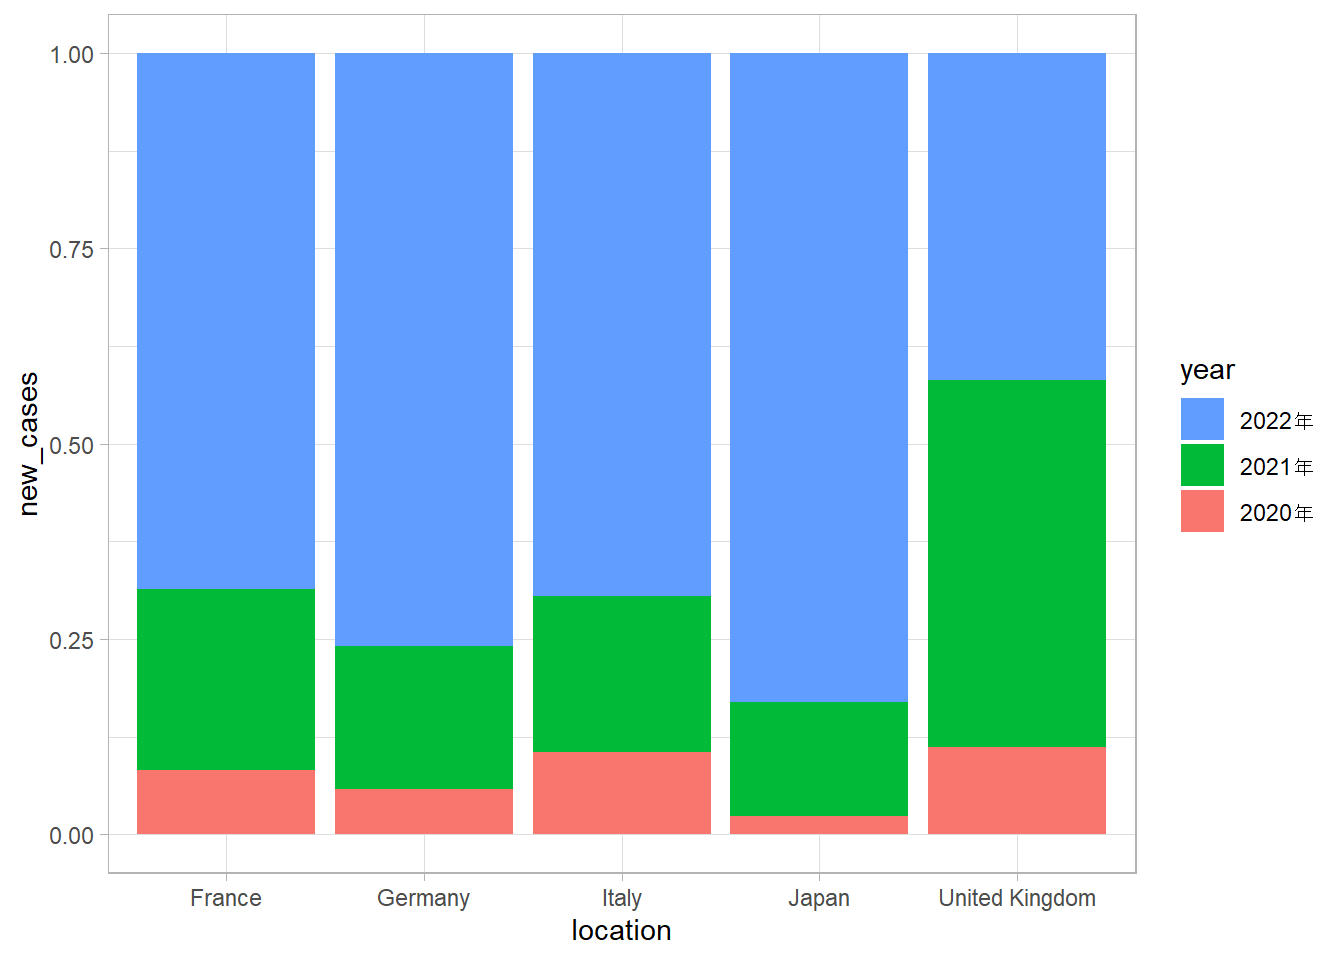 new_cases
1.00
0.75
0.50
0.25
0.00
France
Germany
Italy
Japan
United Kingdom
location
year
2022年
2021年
2020年